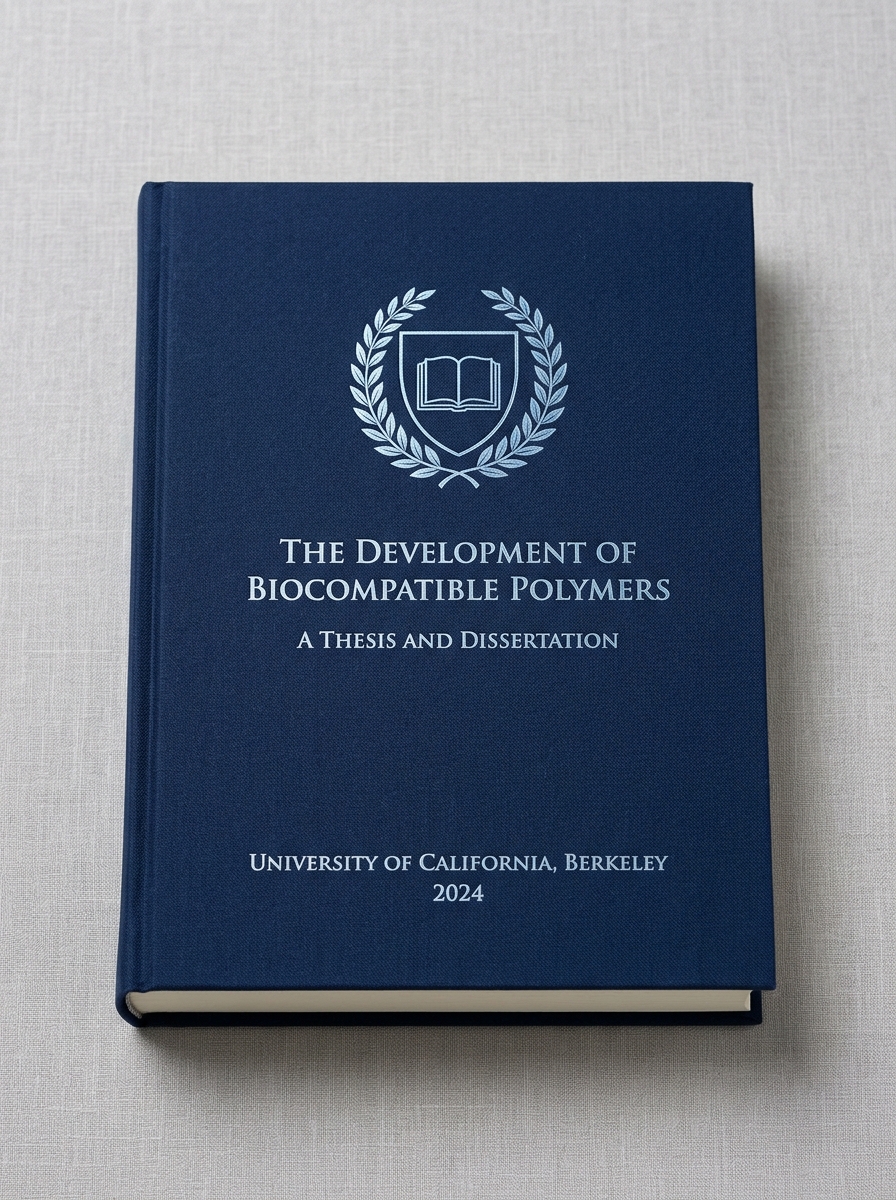 The Development of
Biocompatible Polymers
A Thesis and Dissertation
University of California, Berkeley
2024